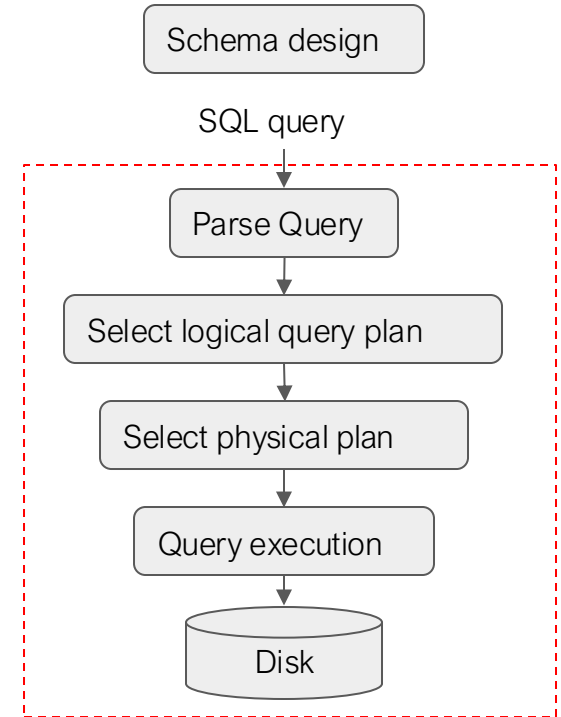 Schema design
SQL query
Parse Query
Select logical query plan
Select physical plan
Query execution
Disk